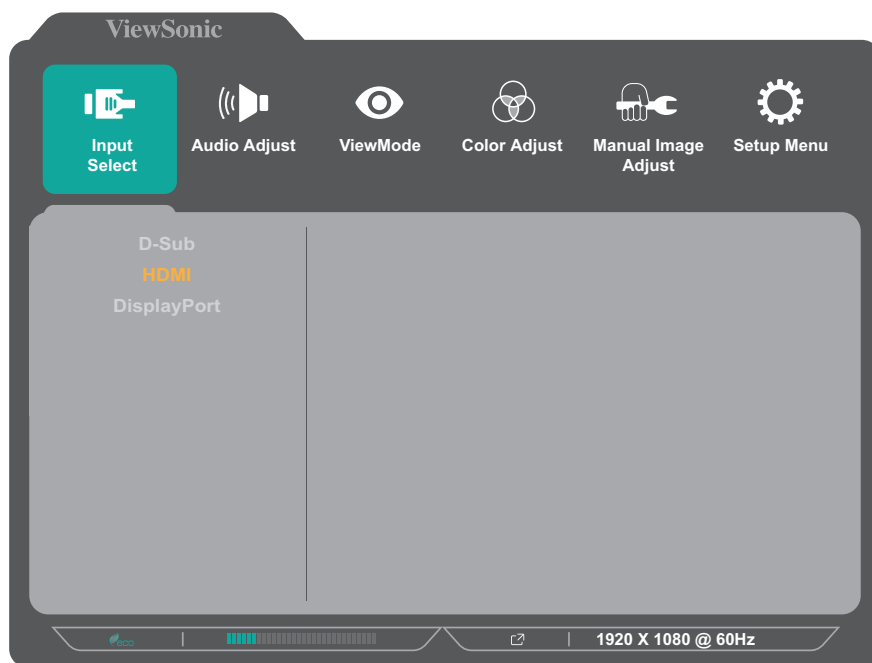 ViewSonic
Input
Select
Audio Adjust
ViewMode
Color Adjust
Manual Image
Adjust
Setup Menu
D-Sub
HDMI
DisplayPort
eco
1920 X 1080 @ 60Hz